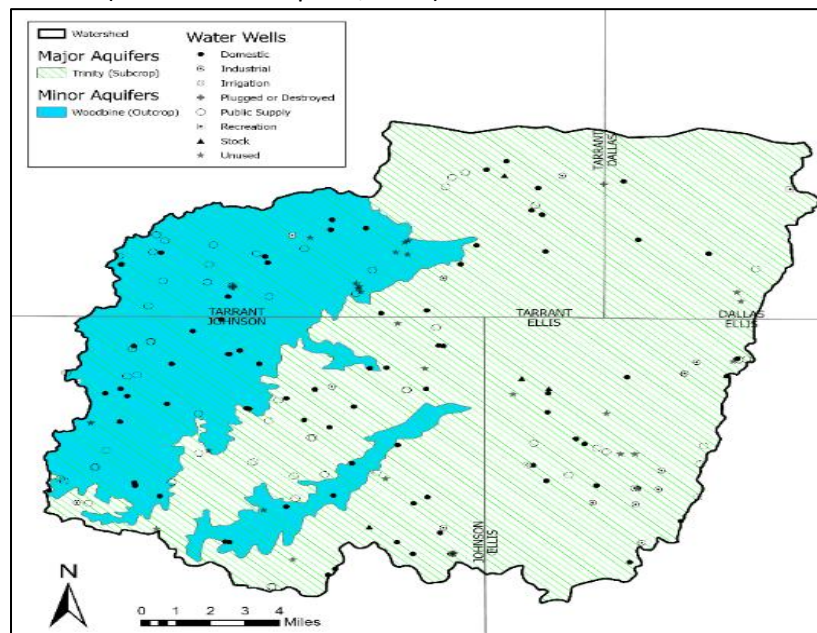 Watershed
Major Aquifers
Trinity (Subcrop)
Minor Aquifers
Woodbine (Outcrop)
Water Wells
Domestic
Industrial
Irrigation
Plugged or Destroyed
Public Supply
Recreation
Stock
Unused
TARRANT
DALLAS
TARRANT
JOHNSON
TARRANT
ELLIS
DALLAS
ELLIS
JOHNSON
ELLIS
N
0 1 2 3 4
Miles